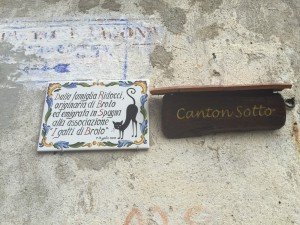 Dalla famiglia Ridocci,
originaria di Brolo
ed emigrata in Spagna
alla associazione
"I gatti di Brolo"
Canton Sotto